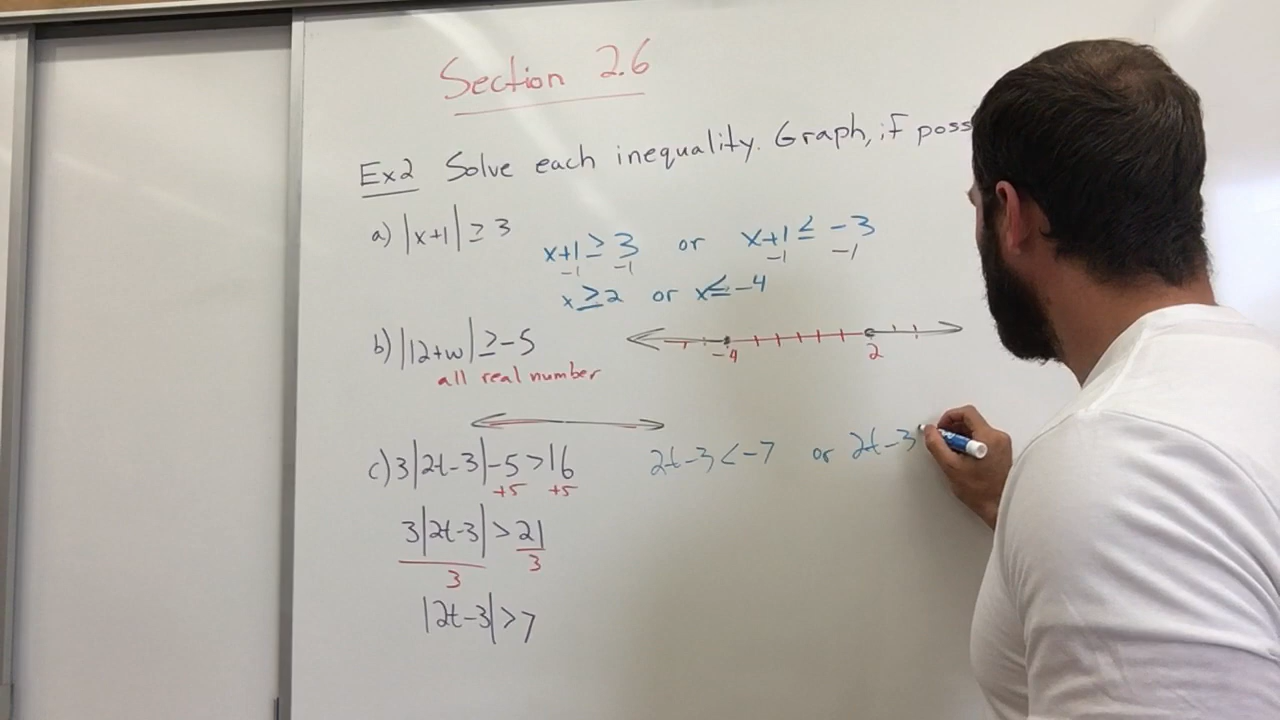 Section 2.6
Ex2 Solve each inequality. Graph, if poss
a) |x+1| ≥ 3
x+1 ≥ 3 or x+1 ≤ -3
-1 -1 -1 -1
x ≥ 2 or x ≤ -4
b) |12+w| ≥ -5
all real number
-4 2
c) 3|2t-3|-5 > 16
+5 +5
2t-3 < -7 or 2t-3
3|2t-3| > 21
3 3
|2t-3| > 7